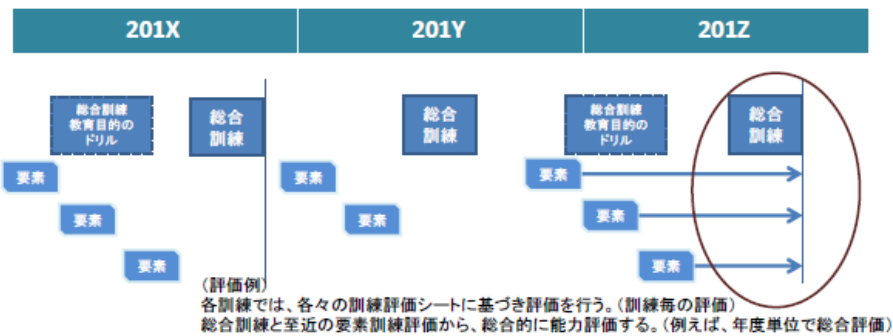 201X
201Y
201Z
総合訓練
教育目的の
ドリル
総合
訓練
総合
訓練
総合訓練
教育目的の
ドリル
総合
訓練
要素
要素
要素
要素
要素
要素
要素
要素
（評価例）
各訓練では、各々の訓練評価シートに基づき評価を行う。（訓練毎の評価）
総合訓練と至近の要素訓練評価から、総合的に能力評価する。（例えば、年度単位で総合評価）